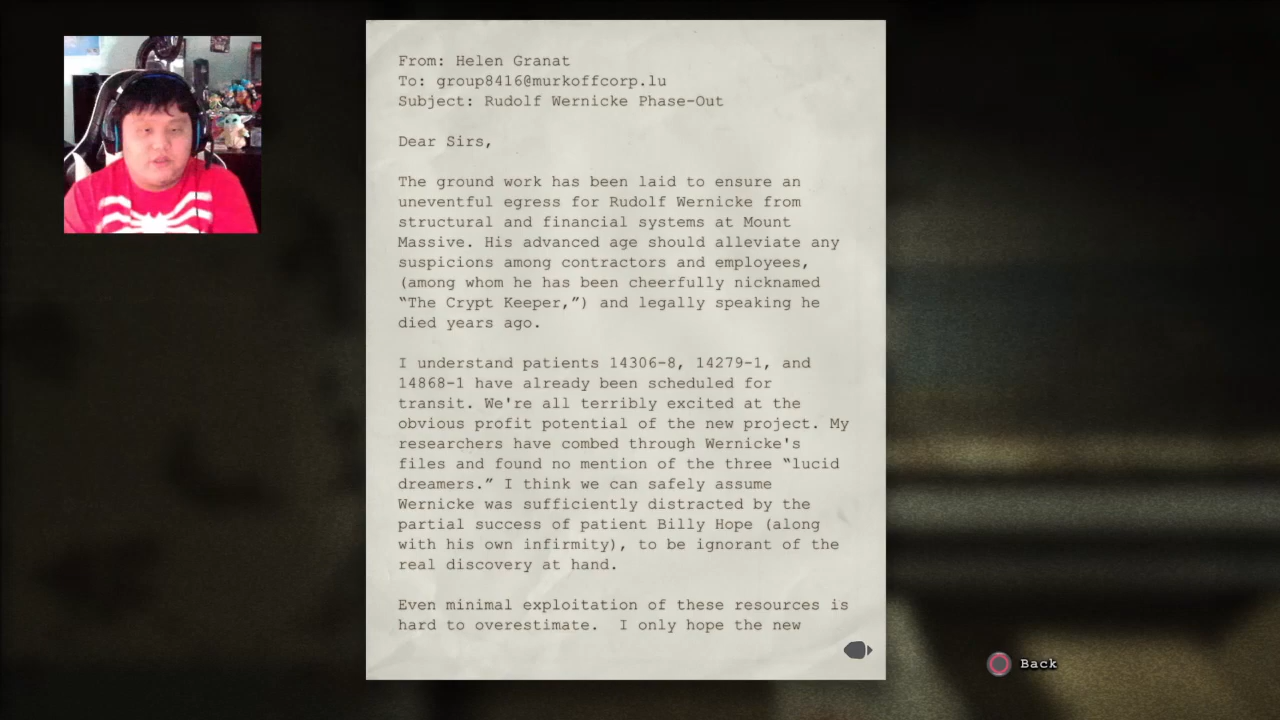 From: Helen Granat
To: group8416@murkoffcorp.lu
Subject: Rudolf Wernicke Phase-Out
Dear Sirs,
The ground work has been laid to ensure an
uneventful egress for Rudolf Wernicke from
structural and financial systems at Mount
Massive. His advanced age should alleviate any
suspicions among contractors and employees,
(among whom he has been cheerfully nicknamed
“The Crypt Keeper,”) and legally speaking he
died years ago.
I understand patients 14306-8, 14279-1, and
14868-1 have already been scheduled for
transit. We're all terribly excited at the
obvious profit potential of the new project. My
researchers have combed through Wernicke's
files and found no mention of the three “lucid
dreamers.” I think we can safely assume
Wernicke was sufficiently distracted by the
partial success of patient Billy Hope (along
with his own infirmity), to be ignorant of the
real discovery at hand.
Even minimal exploitation of these resources is
hard to overestimate.  I only hope the new
Back